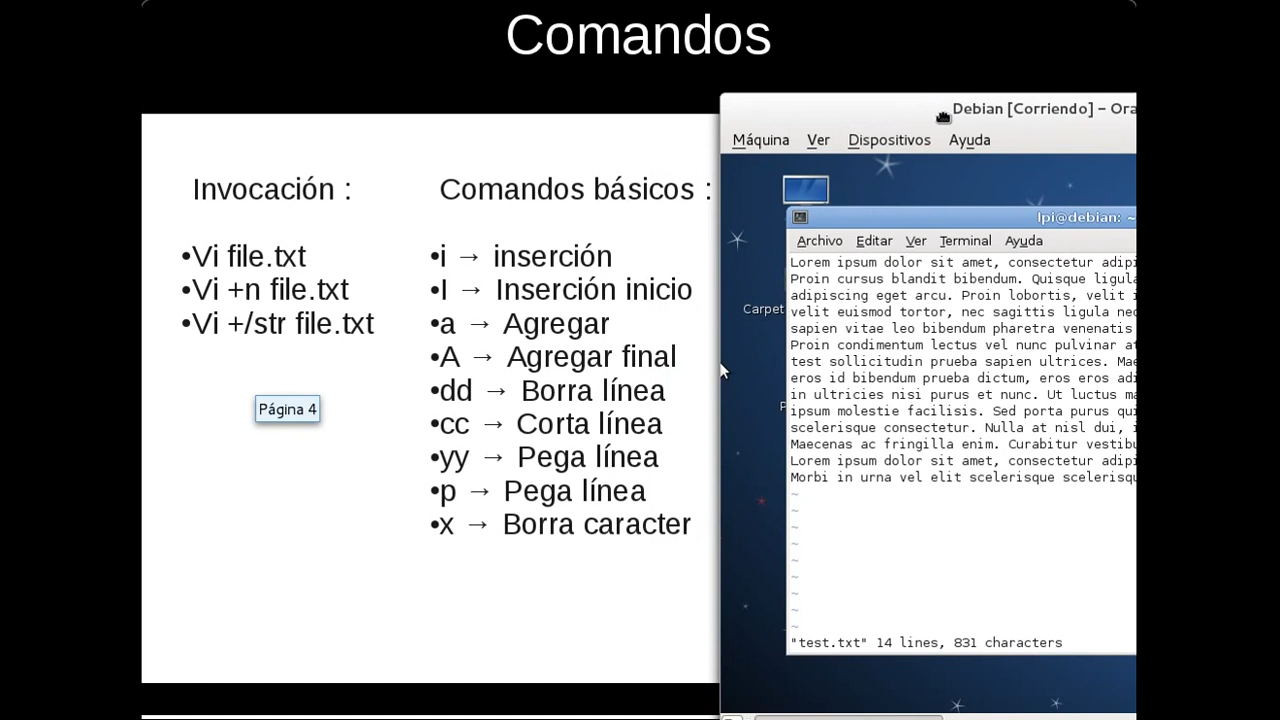 Comandos
Invocación :
•Vi file.txt
•Vi +n file.txt
•Vi +/str file.txt
Página 4
Comandos básicos :
•i → inserción
•I → Inserción inicio
•a → Agregar
•A → Agregar final
•dd → Borra línea
•cc → Corta línea
•yy → Pega línea
•p → Pega línea
•x → Borra caracter
Debian [Corriendo] – Ora
Máquina Ver Dispositivos Ayuda
Carpet
P
lpi@debian: ~
Archivo Editar Ver Terminal Ayuda
Lorem ipsum dolor sit amet, consectetur adipi
Proin cursus blandit bibendum. Quisque ligula
adipiscing eget arcu. Proin lobortis, velit i
velit euismod tortor, nec sagittis ligula nec
sapien vitae leo bibendum pharetra venenatis
Proin condimentum lectus vel nunc pulvinar at
test sollicitudin prueba sapien ultrices. Mae
eros id bibendum prueba dictum, eros eros adi
in ultricies nisi purus et nunc. Ut luctus ma
ipsum molestie facilisis. Sed porta purus qui
scelerisque consectetur. Nulla at nisl dui, i
Maecenas ac fringilla enim. Curabitur vestibu
Lorem ipsum dolor sit amet, consectetur adipi
Morbi in urna vel elit scelerisque scelerisqu
~
~
~
~
~
~
~
~
~
"test.txt" 14 lines, 831 characters